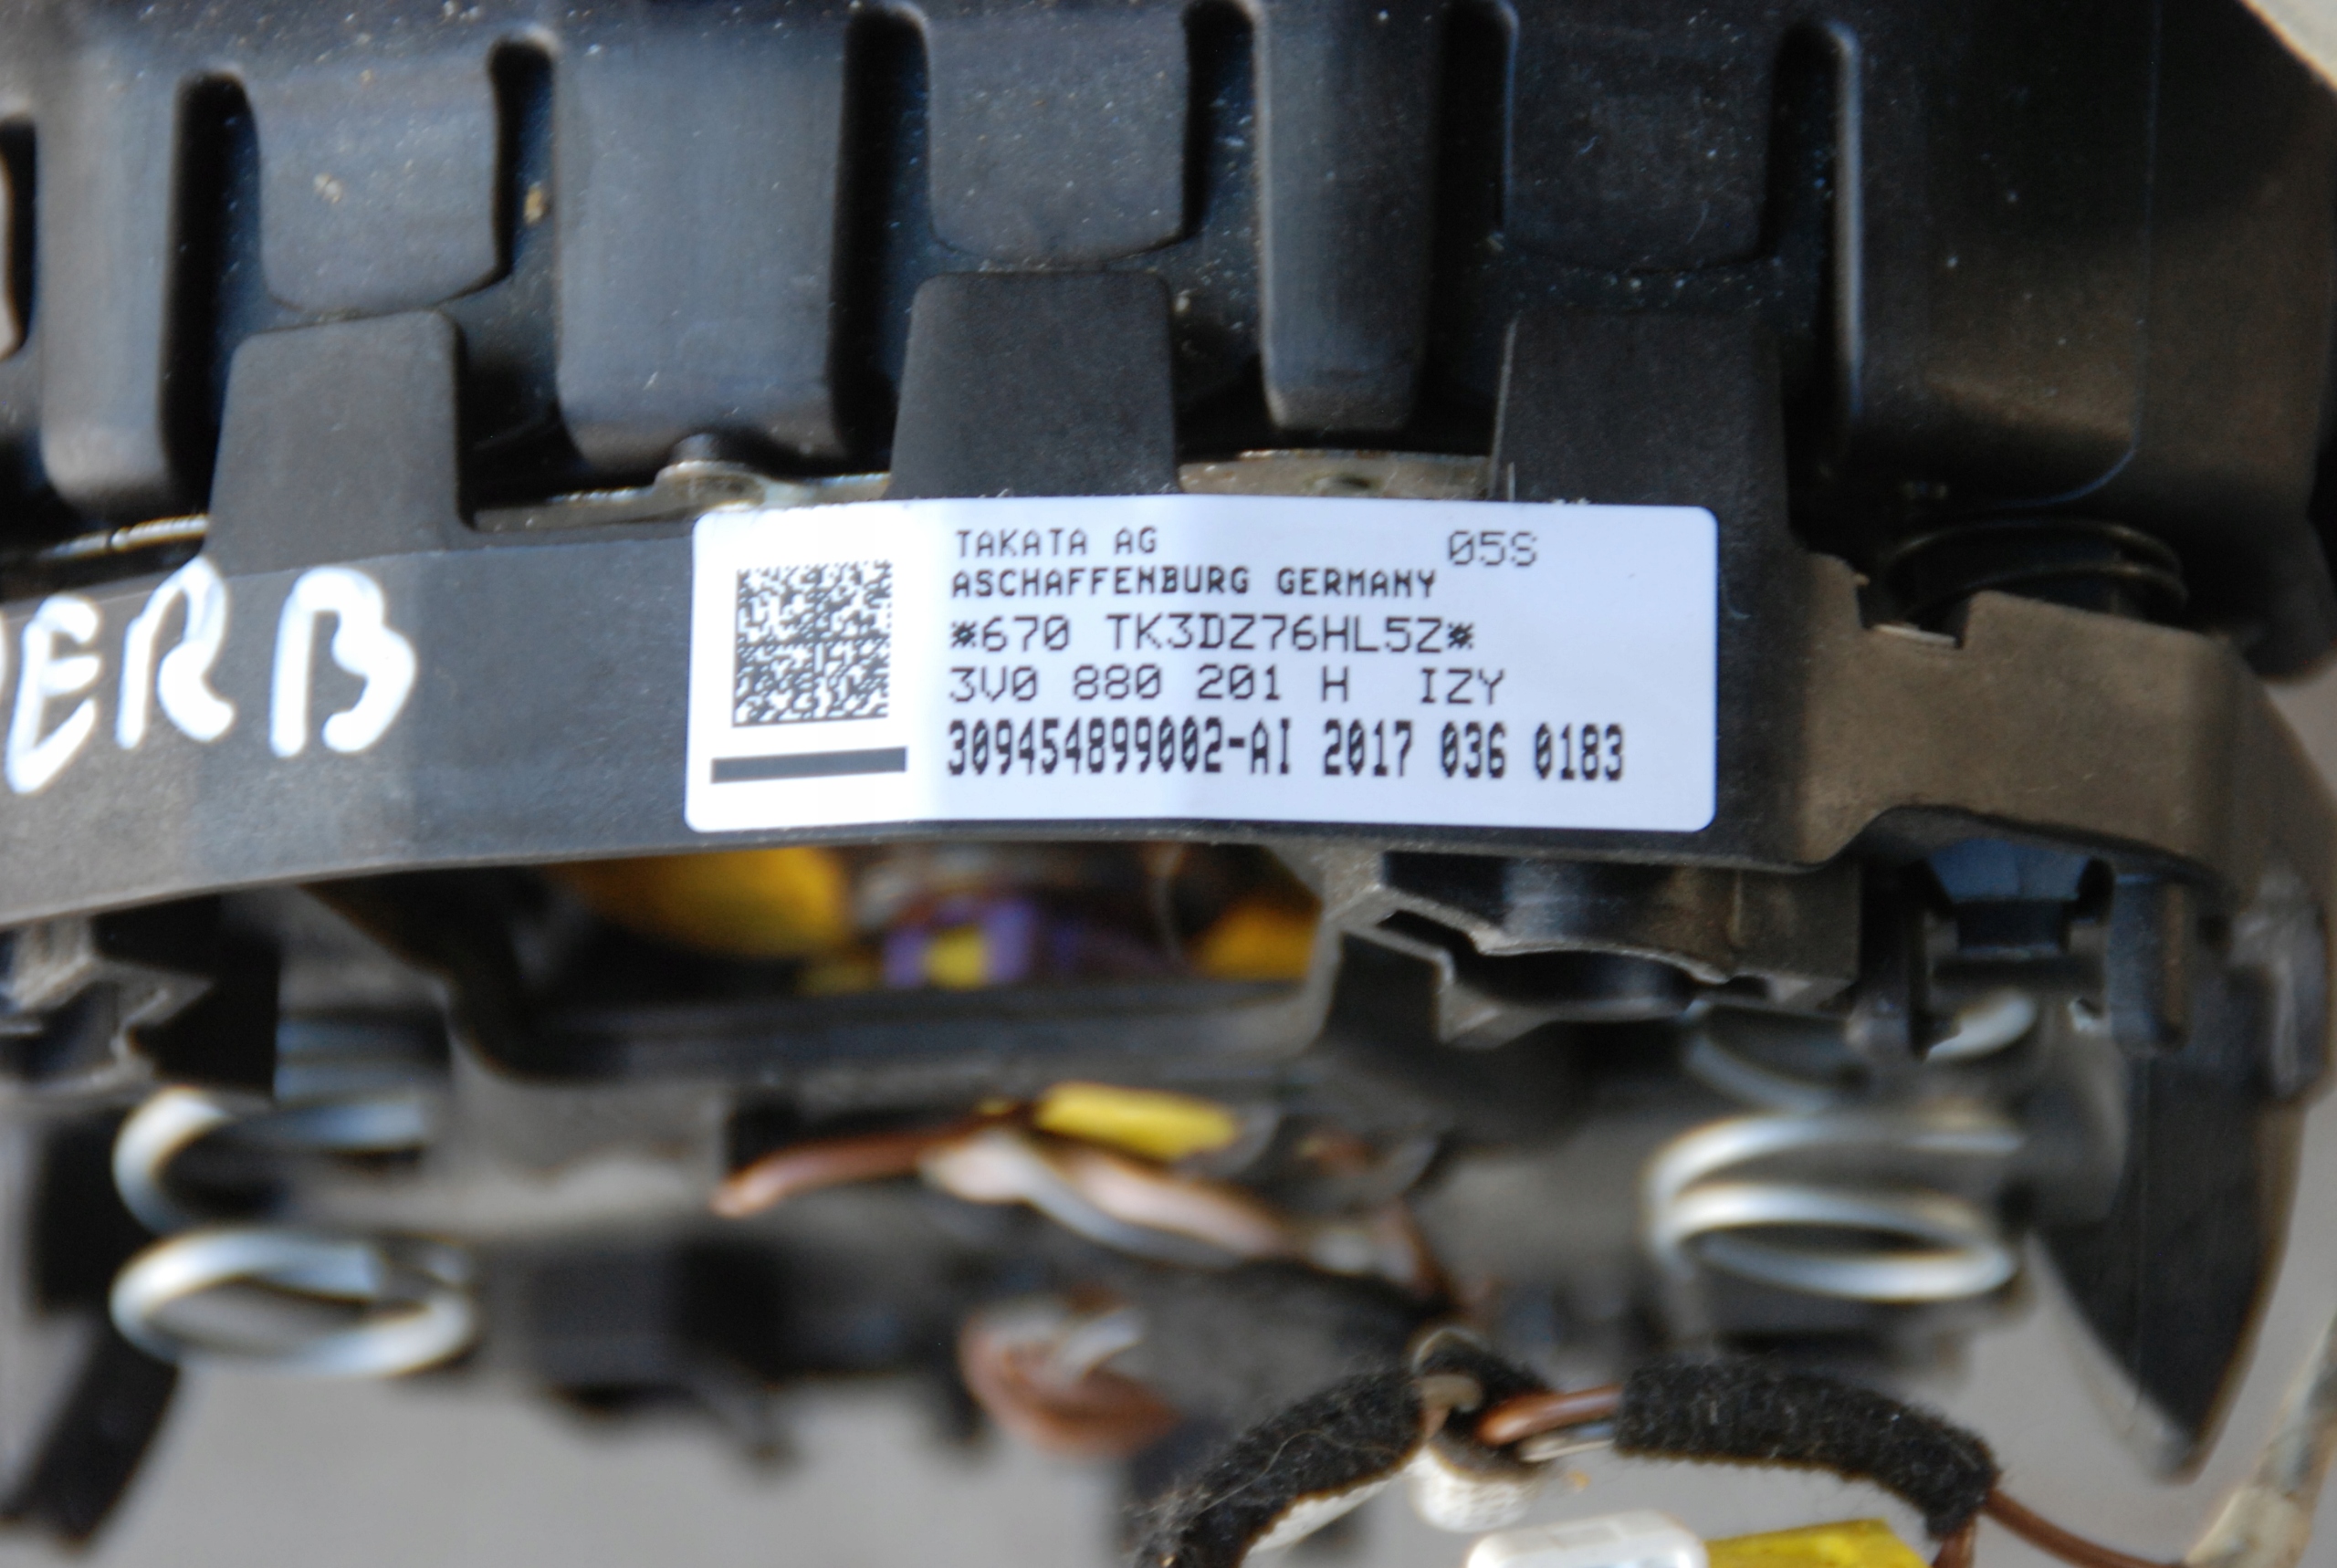 TAKATA AG 05S
ASCHAFFENBURG GERMANY
*670 TK3DZ76HL5Z*
3V0 880 201 H IZY
309454899002-AI 2017 036 0183
ERB